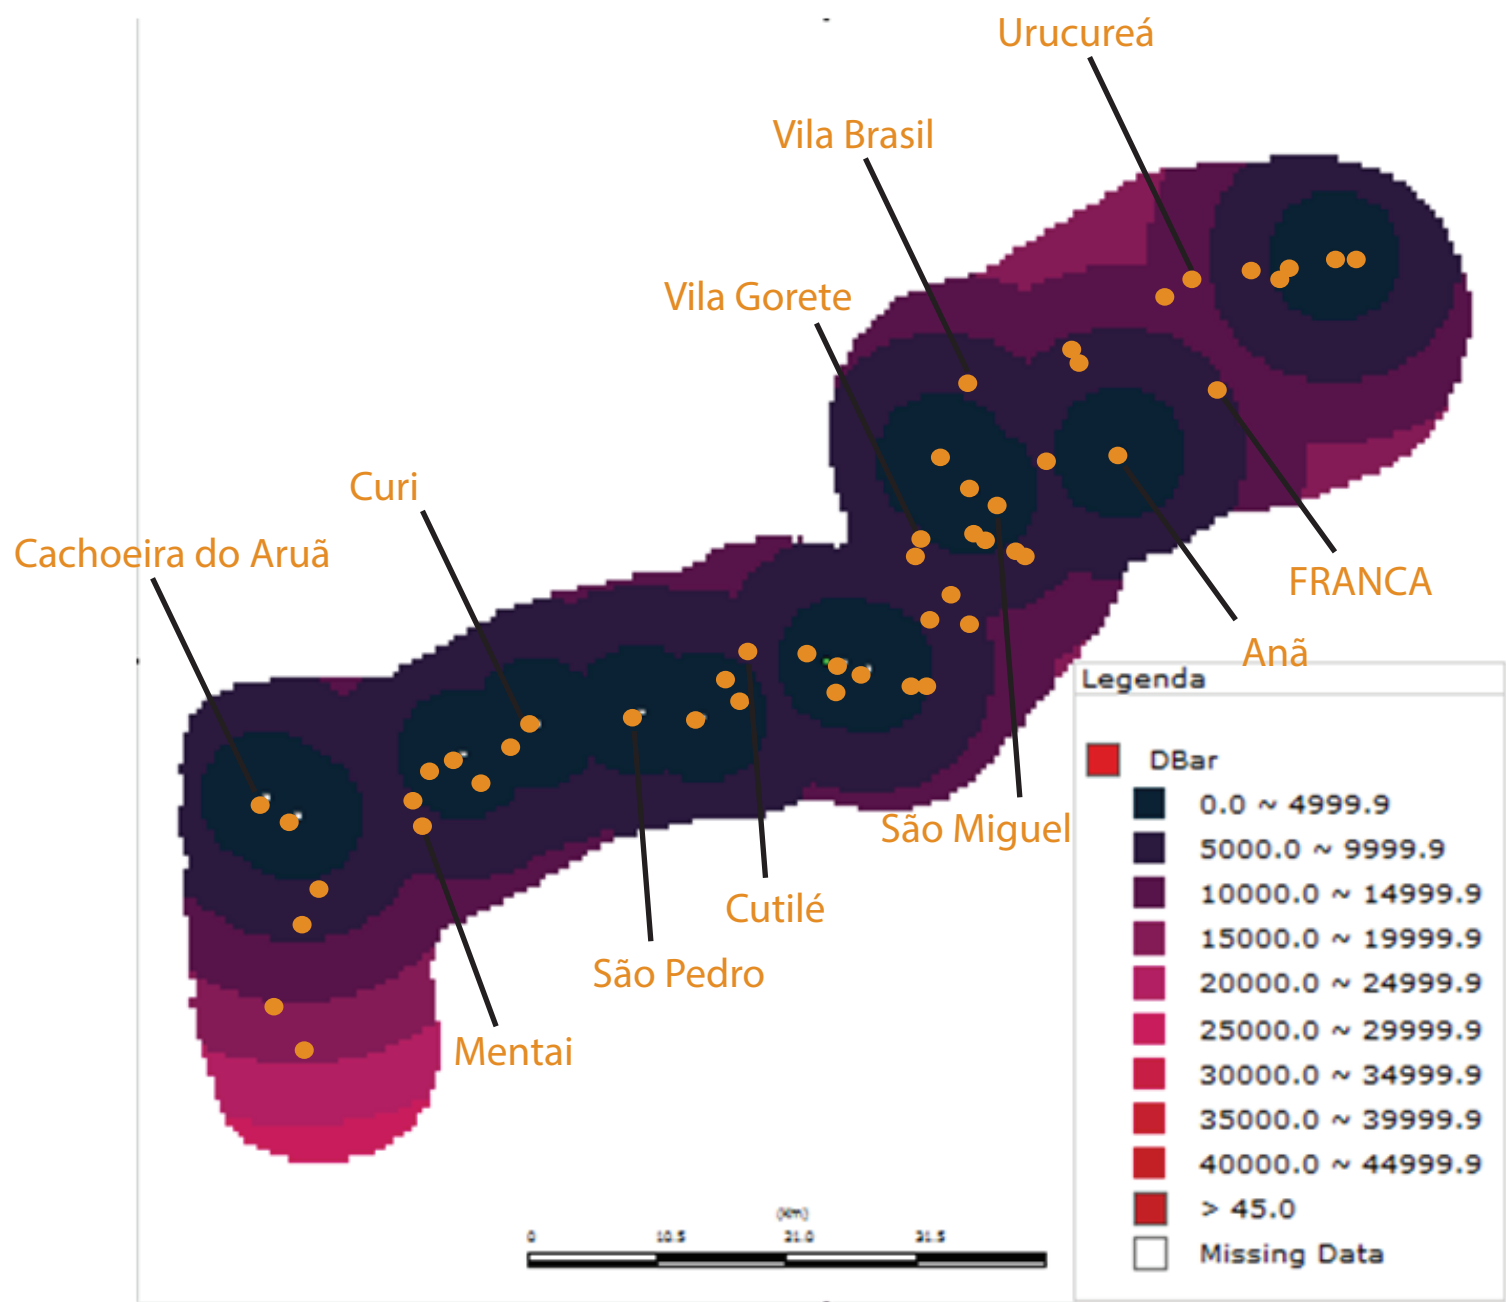 Urucureá
Vila Brasil
Vila Gorete
Curi
Cachoeira do Aruã
FRANCA
Anã
São Miguel
Cutilé
São Pedro
Mentai
Legenda
DBar
0.0 ~ 4999.9
5000.0 ~ 9999.9
10000.0 ~ 14999.9
15000.0 ~ 19999.9
20000.0 ~ 24999.9
25000.0 ~ 29999.9
30000.0 ~ 34999.9
35000.0 ~ 39999.9
40000.0 ~ 44999.9
> 45.0
Missing Data
(Km)
0 10.5 21.0 31.5